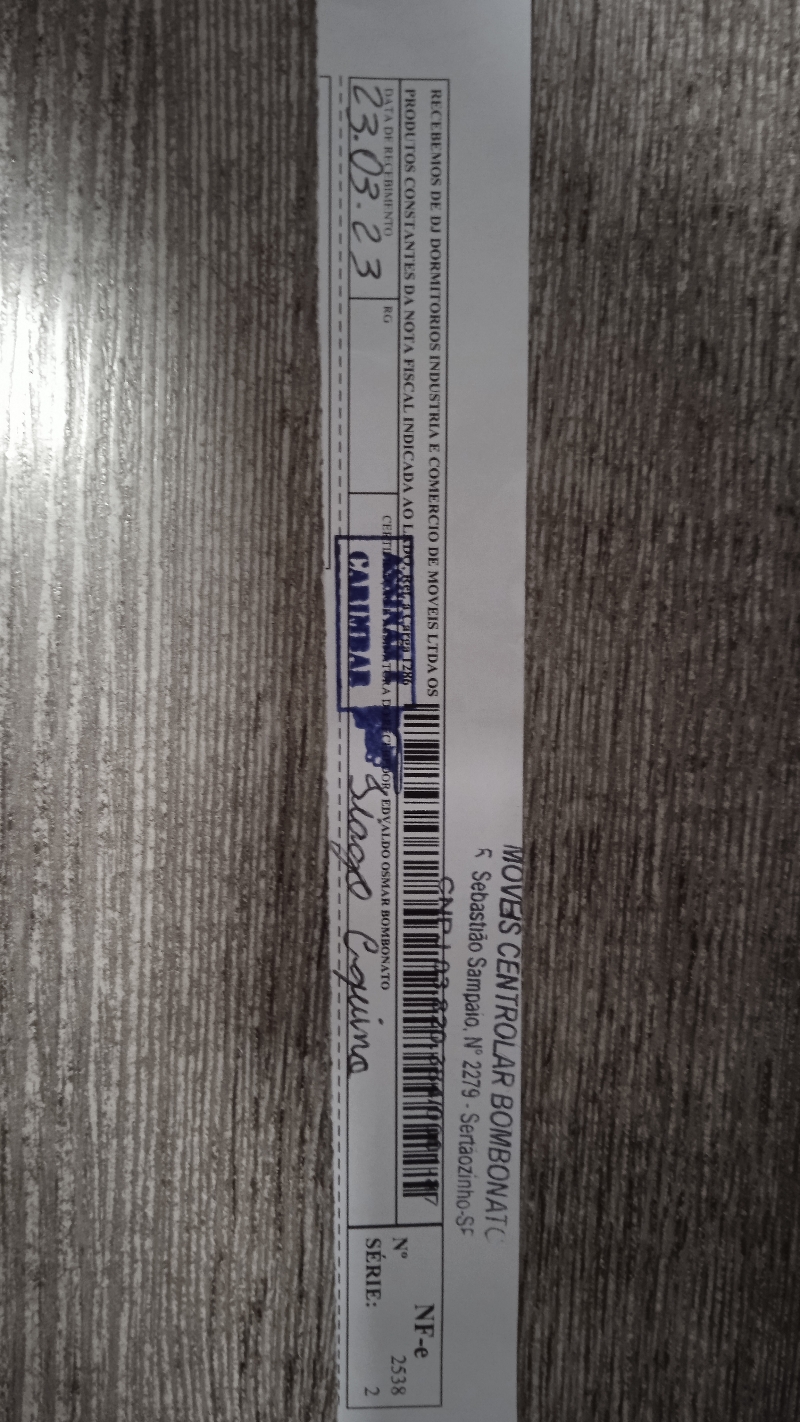 MOVEIS CENTROLAR BOMBONATO
R Sebastião Sampaio, Nº 2279 - Sertãozinho-SP
RECEBEMOS DE DJ DORMITORIOS INDUSTRIA E COMERCIO DE MOVEIS LTDA OS
PRODUTOS CONSTANTES DA NOTA FISCAL INDICADA AO LADO.
NF-e
Nº 2538
SÉRIE: 2
DATA DE RECEBIMENTO
23.03.23
RG
EDVALDO OSMAR BOMBONATO
CARIMBAR